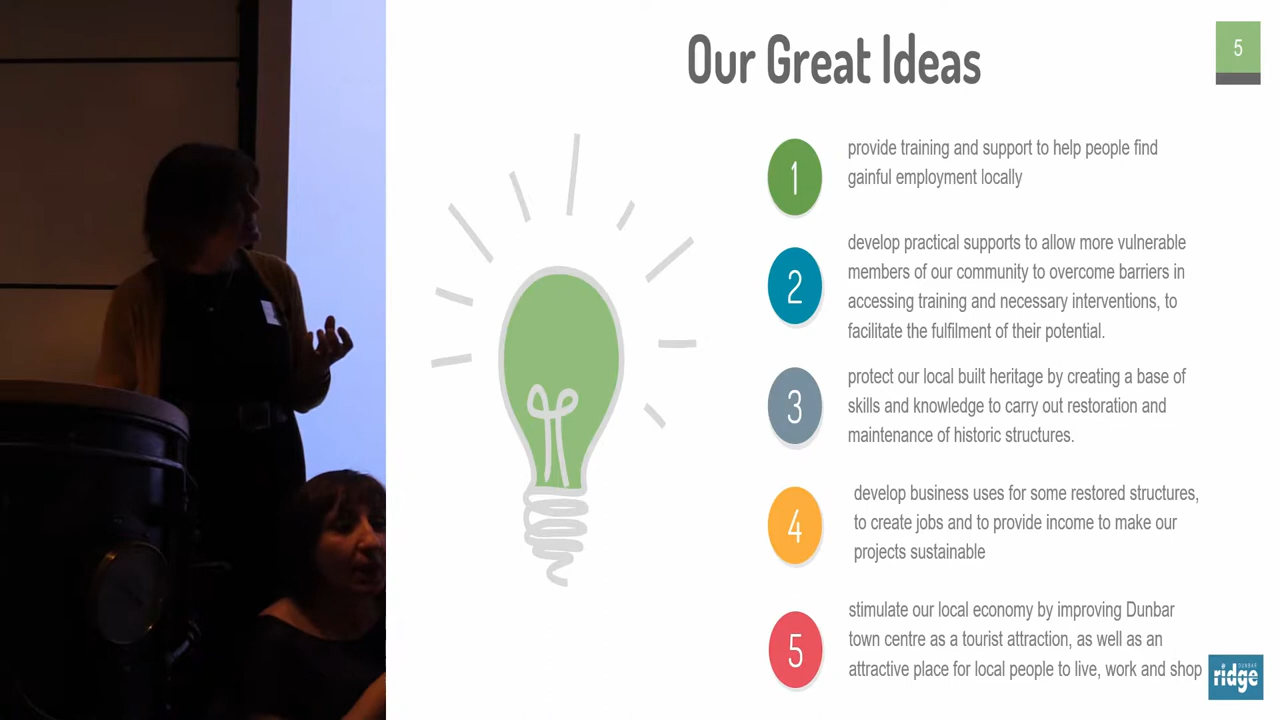 Our Great Ideas
5
1
provide training and support to help people find
gainful employment locally
2
develop practical supports to allow more vulnerable
members of our community to overcome barriers in
accessing training and necessary interventions, to
facilitate the fulfilment of their potential.
3
protect our local built heritage by creating a base of
skills and knowledge to carry out restoration and
maintenance of historic structures.
4
develop business uses for some restored structures,
to create jobs and to provide income to make our
projects sustainable
5
stimulate our local economy by improving Dunbar
town centre as a tourist attraction, as well as an
attractive place for local people to live, work and shop
DUNBAR
ridge